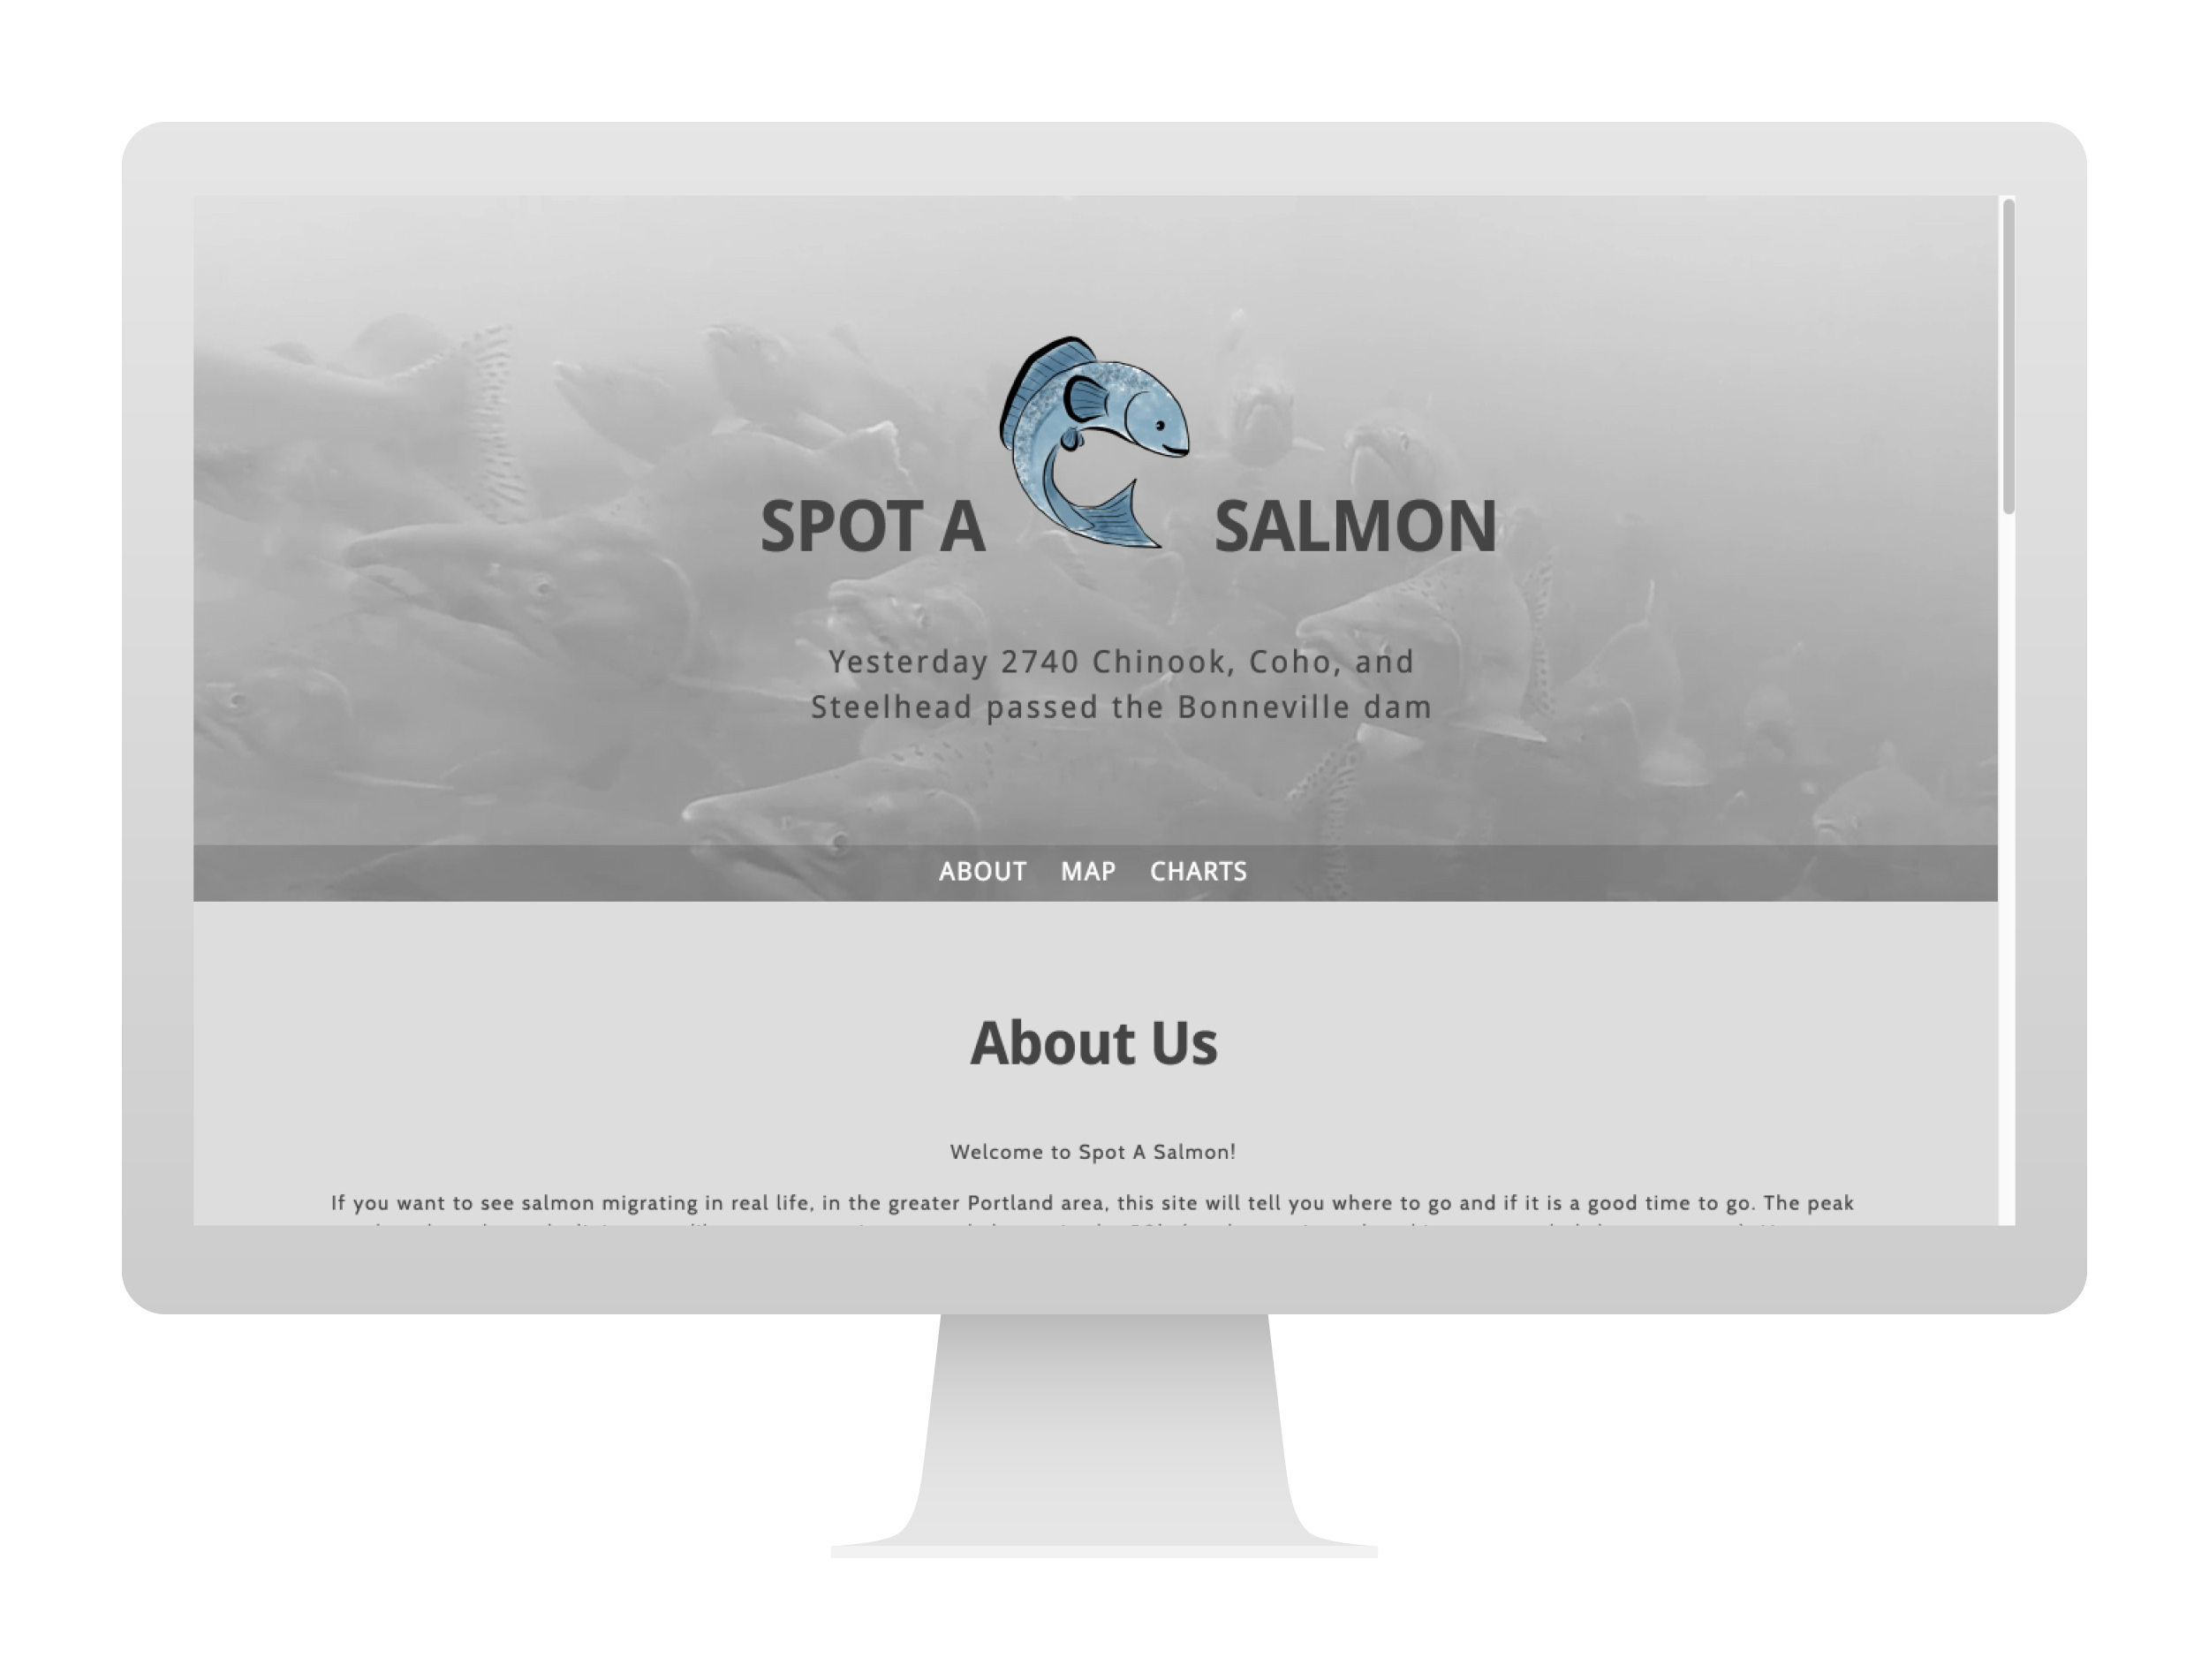 SPOT A SALMON
Yesterday 2740 Chinook, Coho, and
Steelhead passed the Bonneville dam
ABOUT MAP CHARTS
About Us
Welcome to Spot A Salmon!
If you want to see salmon migrating in real life, in the greater Portland area, this site will tell you where to go and if it is a good time to go. The peak